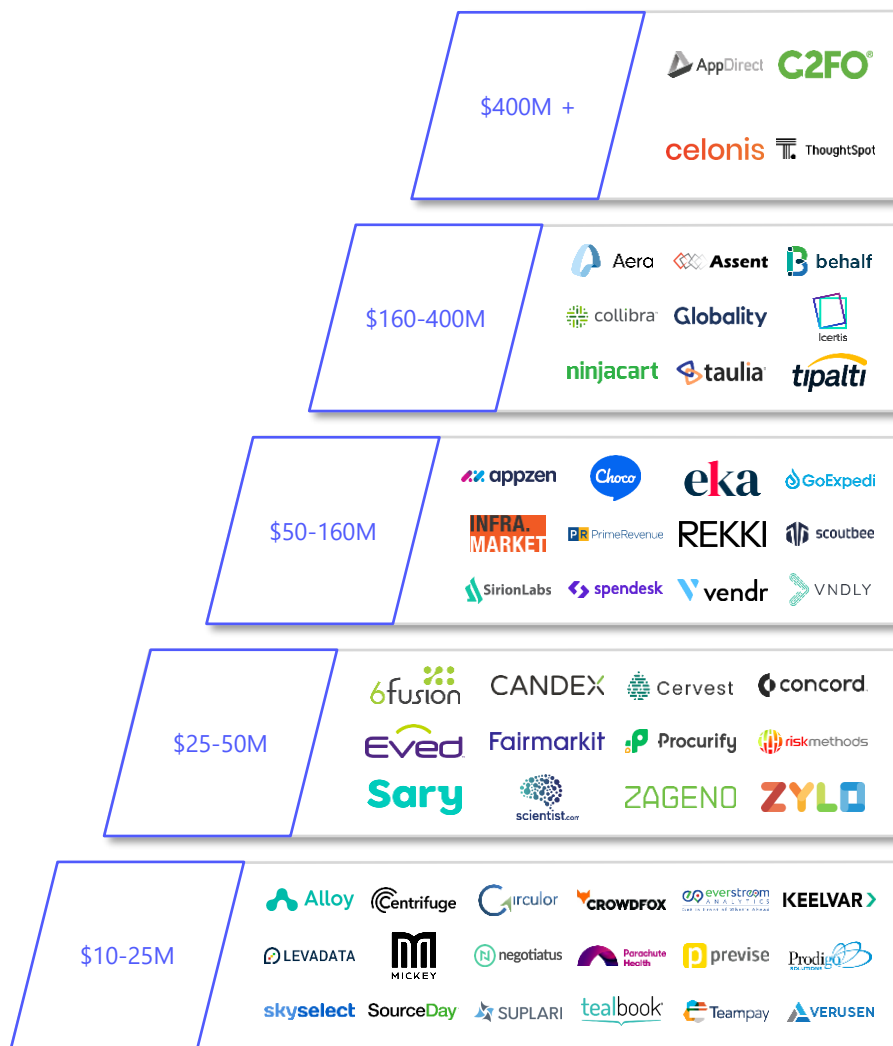 $400M +
AppDirect C2FO®
celonis T. ThoughtSpot
$160-400M
Aera Assent behalf
collibra Globality Icertis
ninjacart taulia tipalti
$50-160M
appzen Choco eka GoExpedi
INFRA.
MARKET
PR PrimeRevenue REKKI scoutbee
SirionLabs spendesk vendr VNDLY
$25-50M
6fusion CANDEX Cervest concord
Eved Fairmarkit Procurify riskmethods
Sary scientist.com ZAGENO ZYLO
$10-25M
Alloy Centrifuge Circulor CROWDFOX everstream
ANALYTICS
KEELVAR
LEVADATA MICKEY N negotiatus Parachute
Health
p previse Prodigo
SOLUTIONS
skyselect SourceDay SUPLARI tealbook Teampay VERUSEN